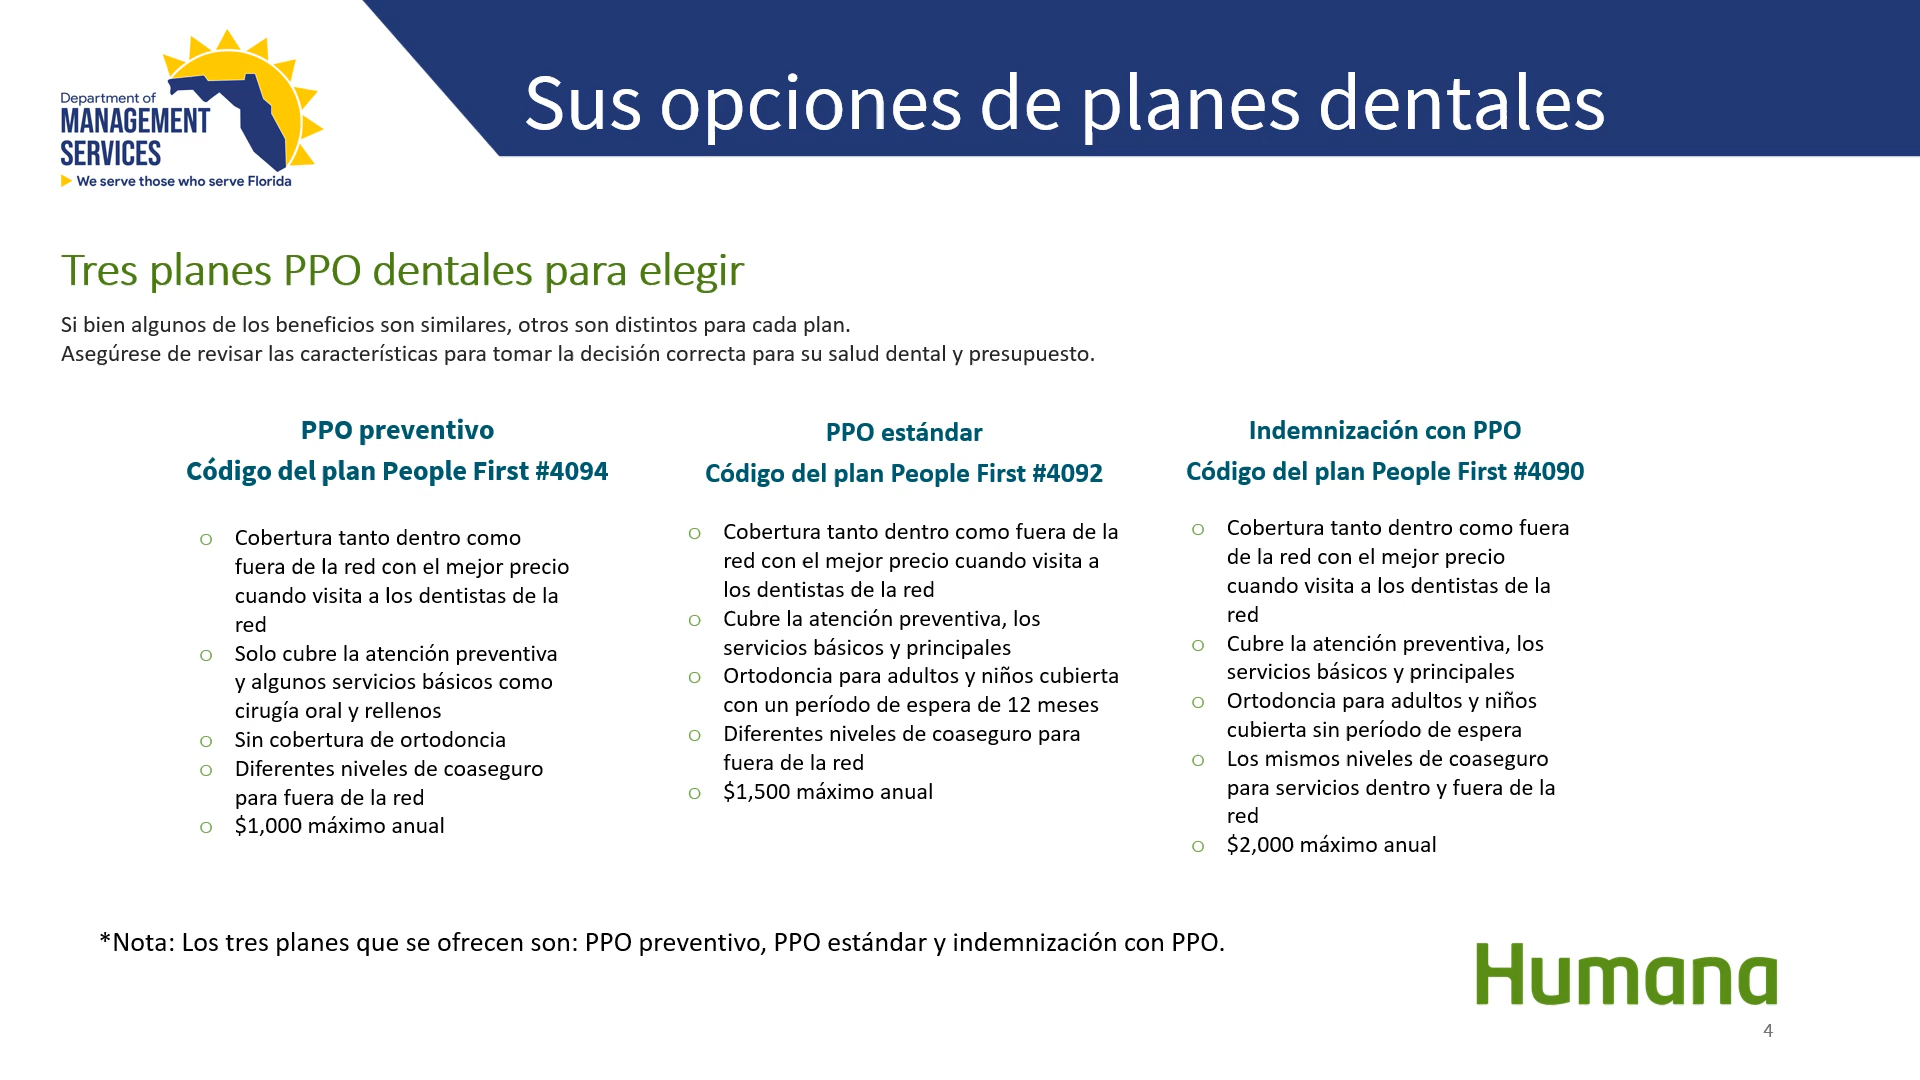 Department of
MANAGEMENT
SERVICES
We serve those who serve Florida
Sus opciones de planes dentales
Tres planes PPO dentales para elegir
Si bien algunos de los beneficios son similares, otros son distintos para cada plan.
Asegúrese de revisar las características para tomar la decisión correcta para su salud dental y presupuesto.
PPO preventivo
Código del plan People First #4094
o Cobertura tanto dentro como
fuera de la red con el mejor precio
cuando visita a los dentistas de la
red
o Solo cubre la atención preventiva
y algunos servicios básicos como
cirugía oral y rellenos
o Sin cobertura de ortodoncia
o Diferentes niveles de coaseguro
para fuera de la red
o $1,000 máximo anual
PPO estándar
Código del plan People First #4092
o Cobertura tanto dentro como fuera de la
red con el mejor precio cuando visita a
los dentistas de la red
o Cubre la atención preventiva, los
servicios básicos y principales
o Ortodoncia para adultos y niños cubierta
con un período de espera de 12 meses
o Diferentes niveles de coaseguro para
fuera de la red
o $1,500 máximo anual
Indemnización con PPO
Código del plan People First #4090
o Cobertura tanto dentro como fuera
de la red con el mejor precio
cuando visita a los dentistas de la
red
o Cubre la atención preventiva, los
servicios básicos y principales
o Ortodoncia para adultos y niños
cubierta sin período de espera
o Los mismos niveles de coaseguro
para servicios dentro y fuera de la
red
o $2,000 máximo anual
*Nota: Los tres planes que se ofrecen son: PPO preventivo, PPO estándar y indemnización con PPO.
Humana
4